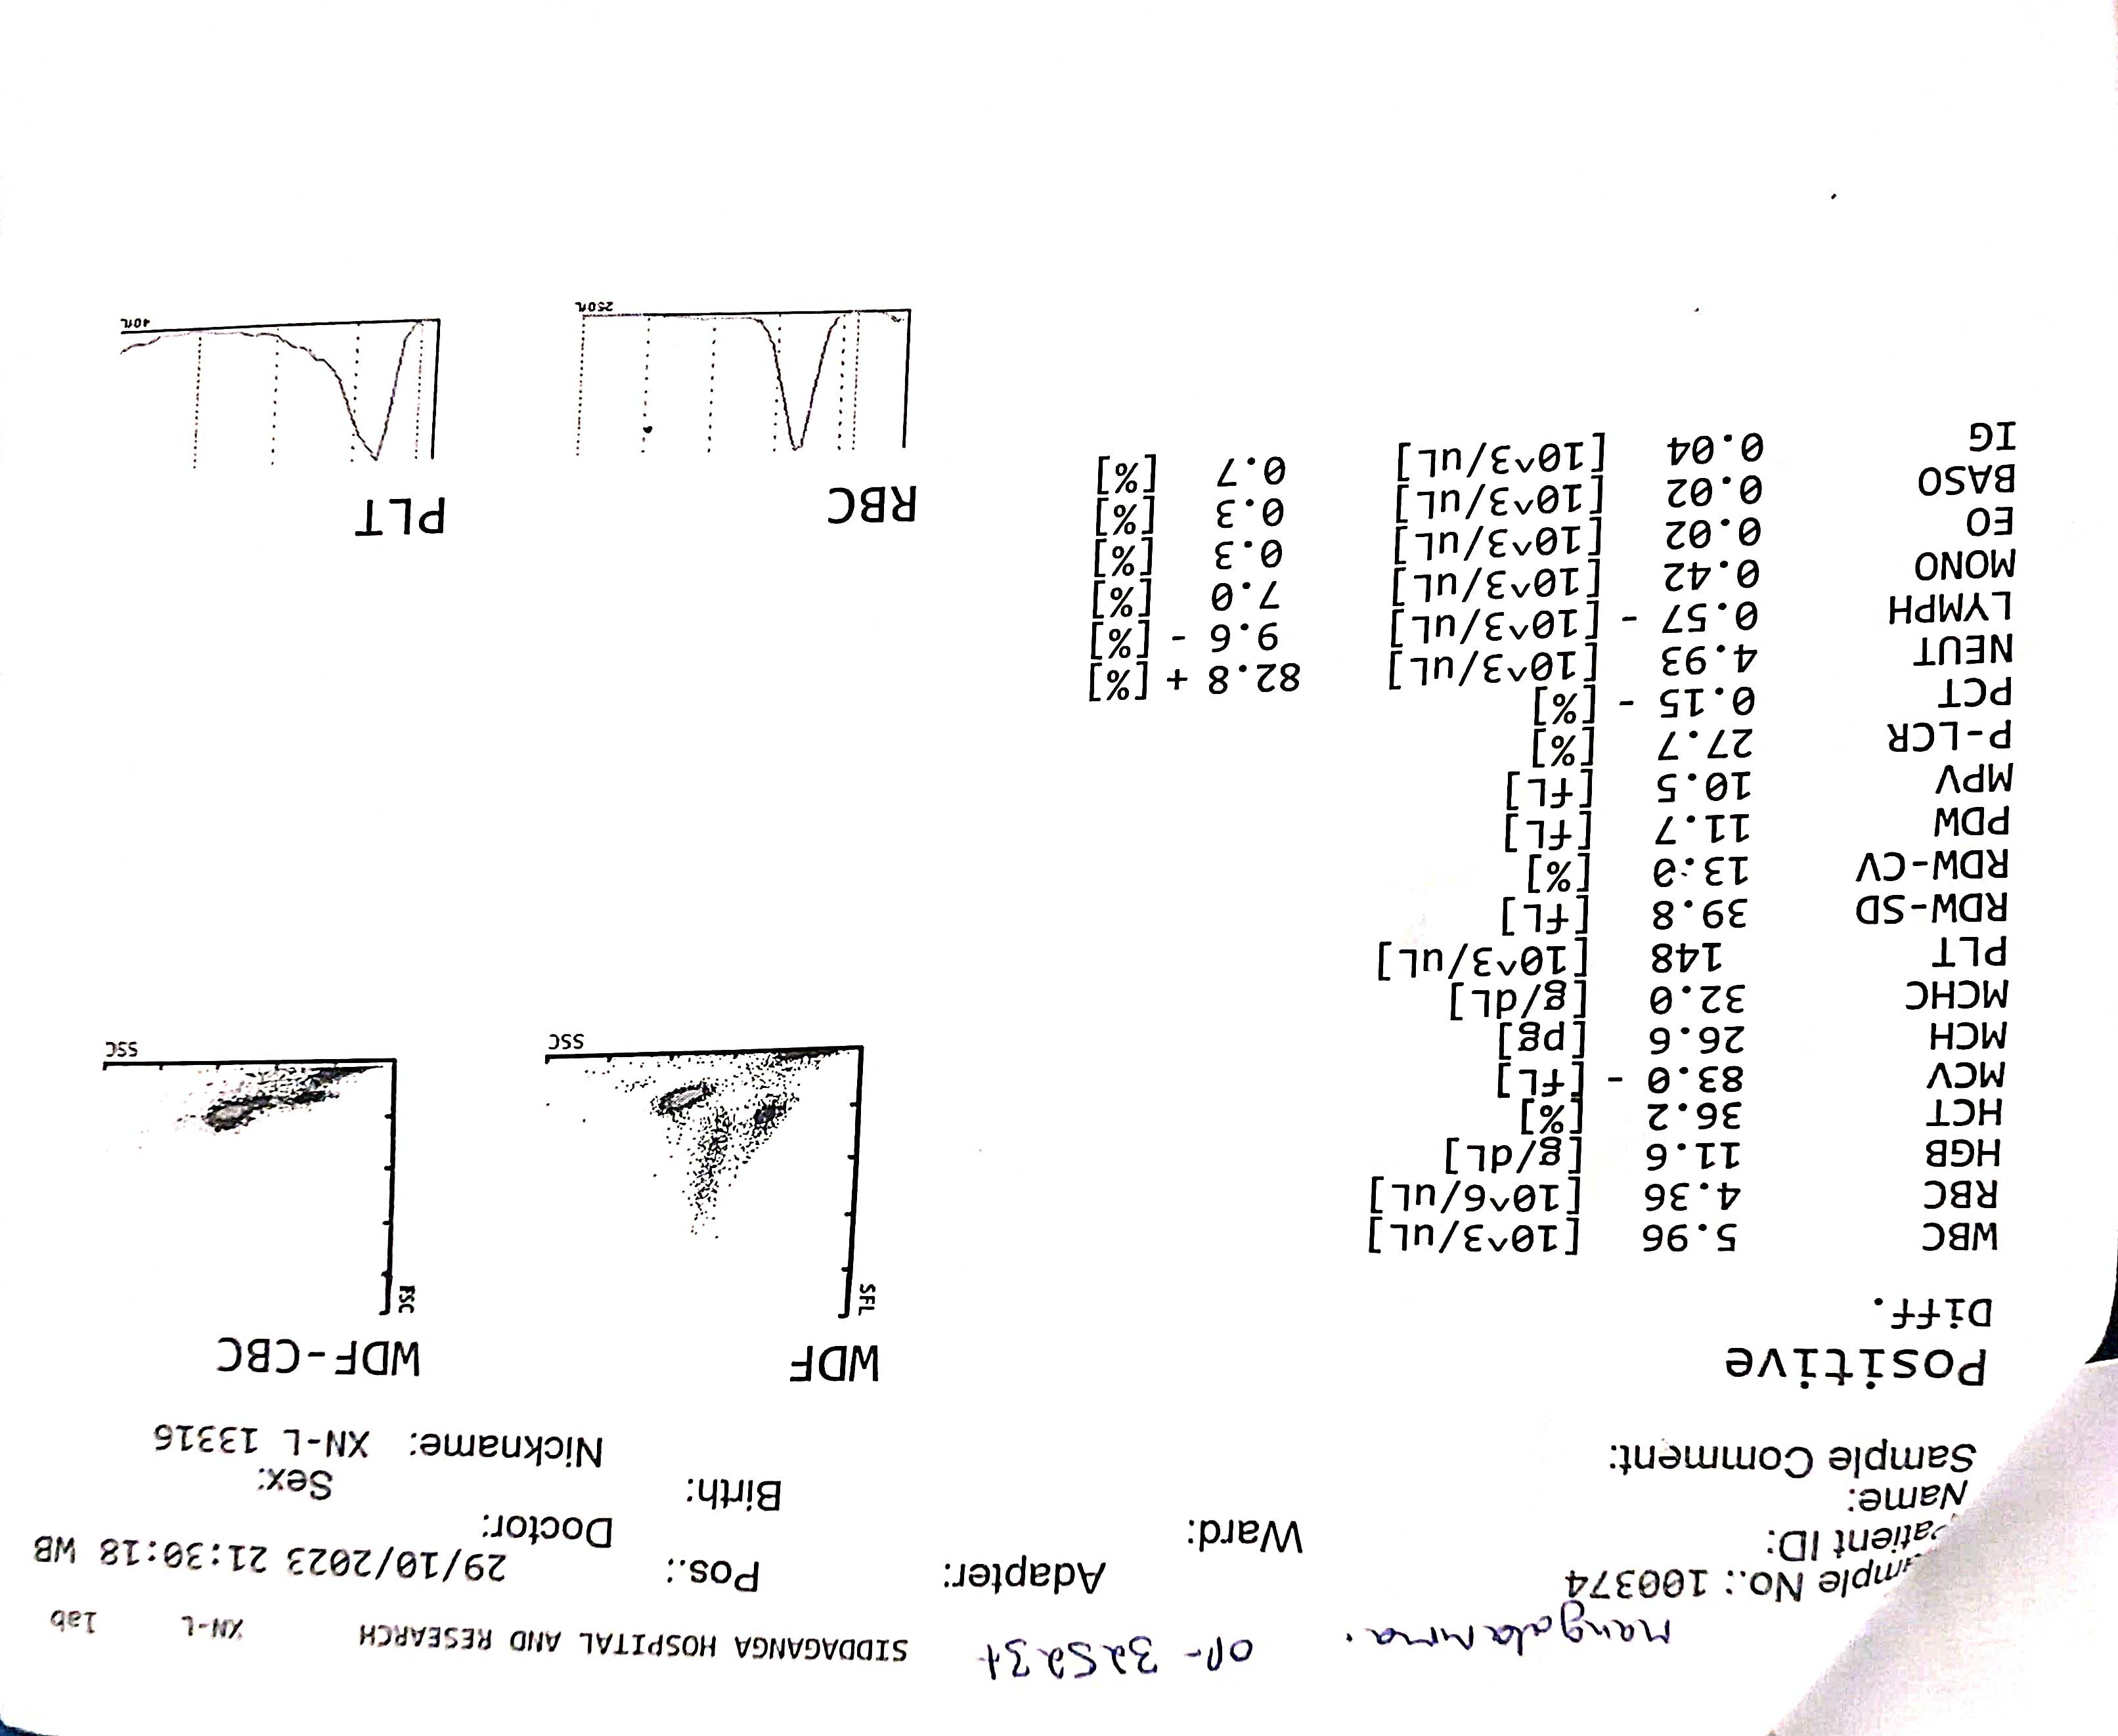 Mangalamma. OP- 325231 SIDDAGANGA HOSPITAL AND RESEARCH XN-L lab
ample No.: 100374 Adapter: Pos.: 29/10/2023 21:30:18 WB
Patient ID: Ward: Doctor:
Name: Birth: Sex:
Sample Comment: Nickname: XN-L 13316
Positive
Diff.
WDF WDF-CBC
SFL SSC FSC SSC
WBC 5.96 [10^3/uL]
RBC 4.36 [10^6/uL]
HGB 11.6 [g/dL]
HCT 36.2 [%]
MCV 83.0 - [fL]
MCH 26.6 [pg]
MCHC 32.0 [g/dL]
PLT 148 [10^3/uL]
RDW-SD 39.8 [fL]
RDW-CV 13.0 [%]
PDW 11.7 [fL]
MPV 10.5 [fL]
P-LCR 27.7 [%]
PCT 0.15 - [%]
NEUT 4.93 [10^3/uL] 82.8 + [%]
LYMPH 0.57 - [10^3/uL] 9.6 - [%]
MONO 0.42 [10^3/uL] 7.0 [%]
EO 0.02 [10^3/uL] 0.3 [%]
BASO 0.02 [10^3/uL] 0.3 [%]
IG 0.04 [10^3/uL] 0.7 [%]
RBC PLT
250fL 40fL